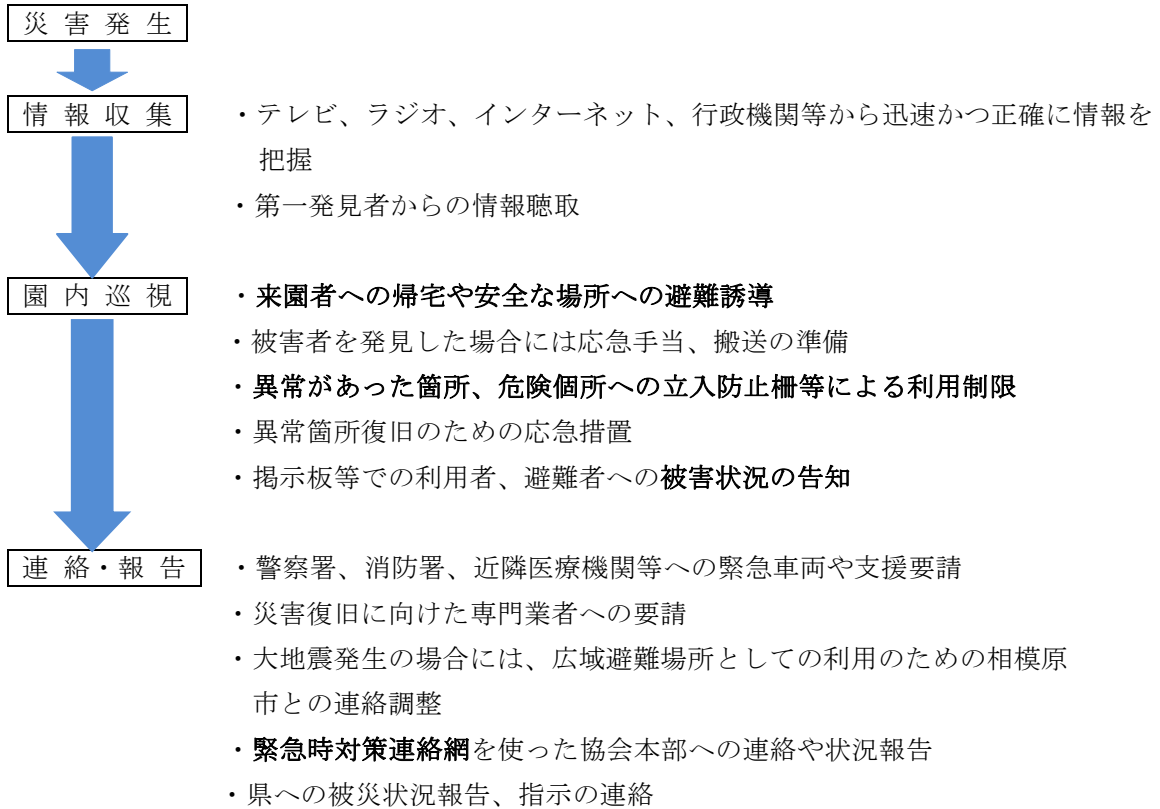 災 害 発 生
情 報 収 集
・テレビ、ラジオ、インターネット、行政機関等から迅速かつ正確に情報を
把握
・第一発見者からの情報聴取
園 内 巡 視
・来園者への帰宅や安全な場所への避難誘導
・被害者を発見した場合には応急手当、搬送の準備
・異常があった箇所、危険個所への立入防止柵等による利用制限
・異常箇所復旧のための応急措置
・掲示板等での利用者、避難者への被害状況の告知
連 絡・報 告
・警察署、消防署、近隣医療機関等への緊急車両や支援要請
・災害復旧に向けた専門業者への要請
・大地震発生の場合には、広域避難場所としての利用のための相模原
市との連絡調整
・緊急時対策連絡網を使った協会本部への連絡や状況報告
・県への被災状況報告、指示の連絡